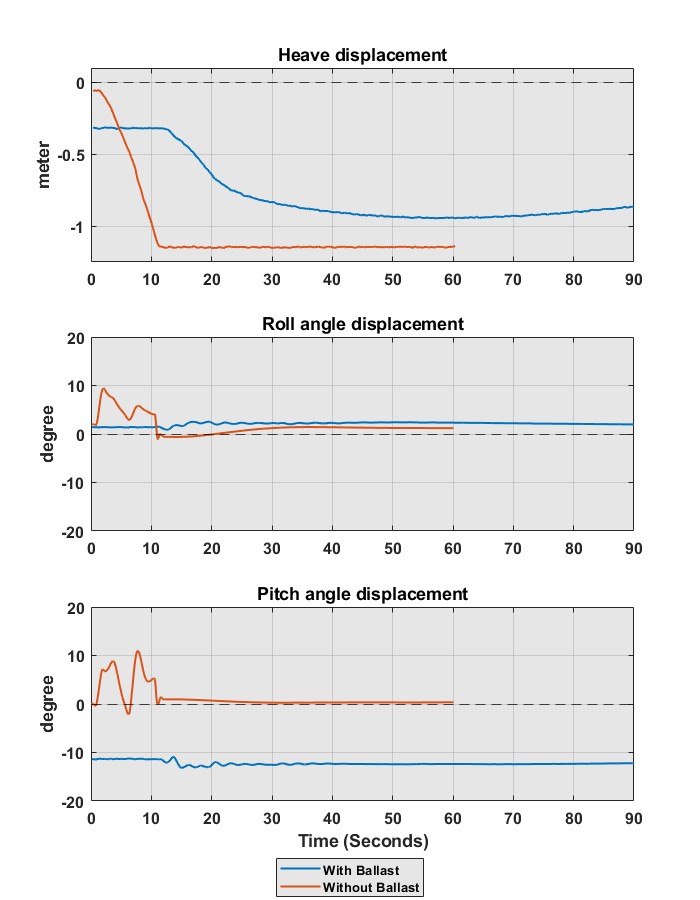 Heave displacement
0
-0.5
-1
meter
0 10 20 30 40 50 60 70 80 90
Roll angle displacement
20
10
0
-10
-20
degree
0 10 20 30 40 50 60 70 80 90
Pitch angle displacement
20
10
0
-10
-20
degree
0 10 20 30 40 50 60 70 80 90
Time (Seconds)
With Ballast
Without Ballast